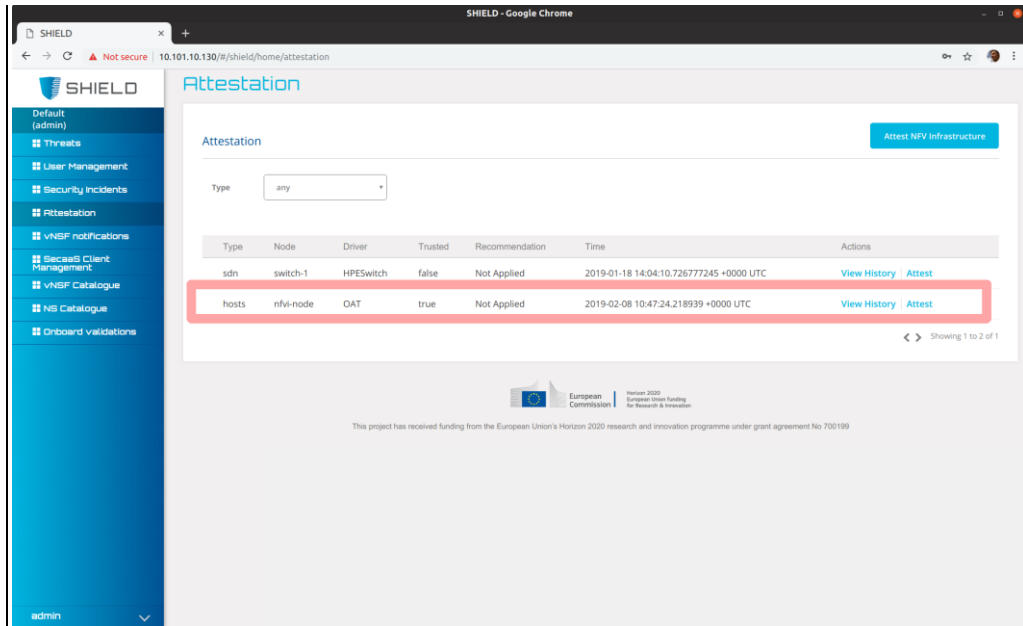 SHIELD - Google Chrome
SHIELD
Not secure 10.101.10.130/#/shield/home/attestation
SHIELD
Attestation
Default
(admin)
Threats
User Management
Security Incidents
Attestation
vNSF notifications
SecaaS Client
Management
vNSF Catalogue
NS Catalogue
Onboard validations
admin
Attestation
Attest NFV Infrastructure
Type any
Type Node Driver Trusted Recommendation Time Actions
sdn switch-1 HPESwitch false Not Applied 2019-01-18 14:04:10.726777245 +0000 UTC View History Attest
hosts nfvi-node OAT true Not Applied 2019-02-08 10:47:24.218939 +0000 UTC View History Attest
Showing 1 to 2 of 1
European
Commission
Horizon 2020
European Union funding
for Research & Innovation
This project has received funding from the European Union's Horizon 2020 research and innovation programme under grant agreement No 700199